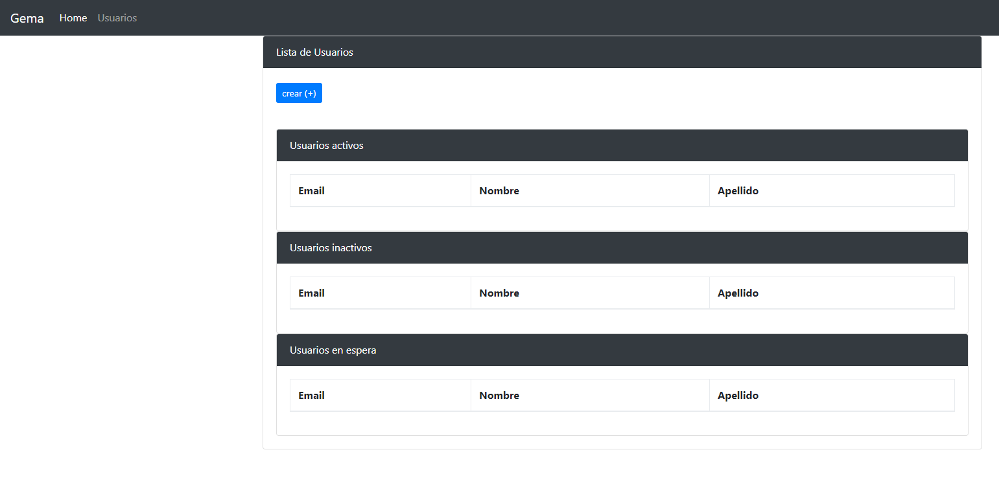 Gema Home Usuarios
Lista de Usuarios
crear (+)
Usuarios activos
Email Nombre Apellido
Usuarios inactivos
Email Nombre Apellido
Usuarios en espera
Email Nombre Apellido